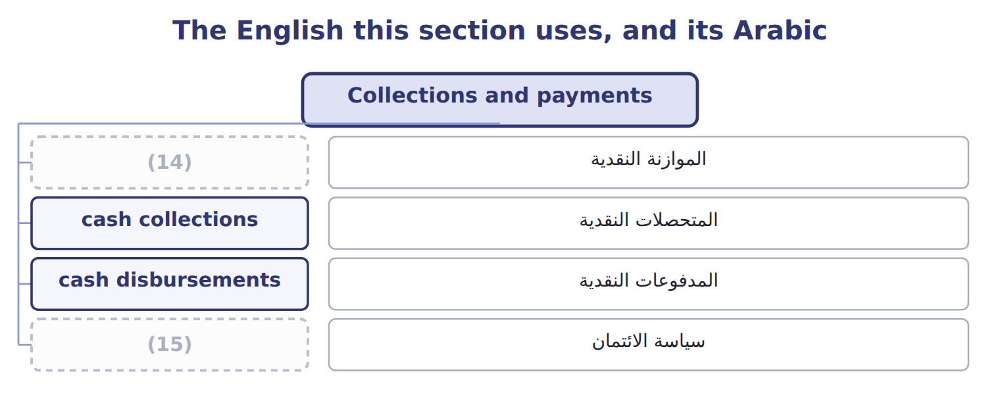 The English this section uses, and its Arabic
Collections and payments
(14)
الموازنة النقدية
cash collections
المتحصلات النقدية
cash disbursements
المدفوعات النقدية
(15)
سياسة الائتمان